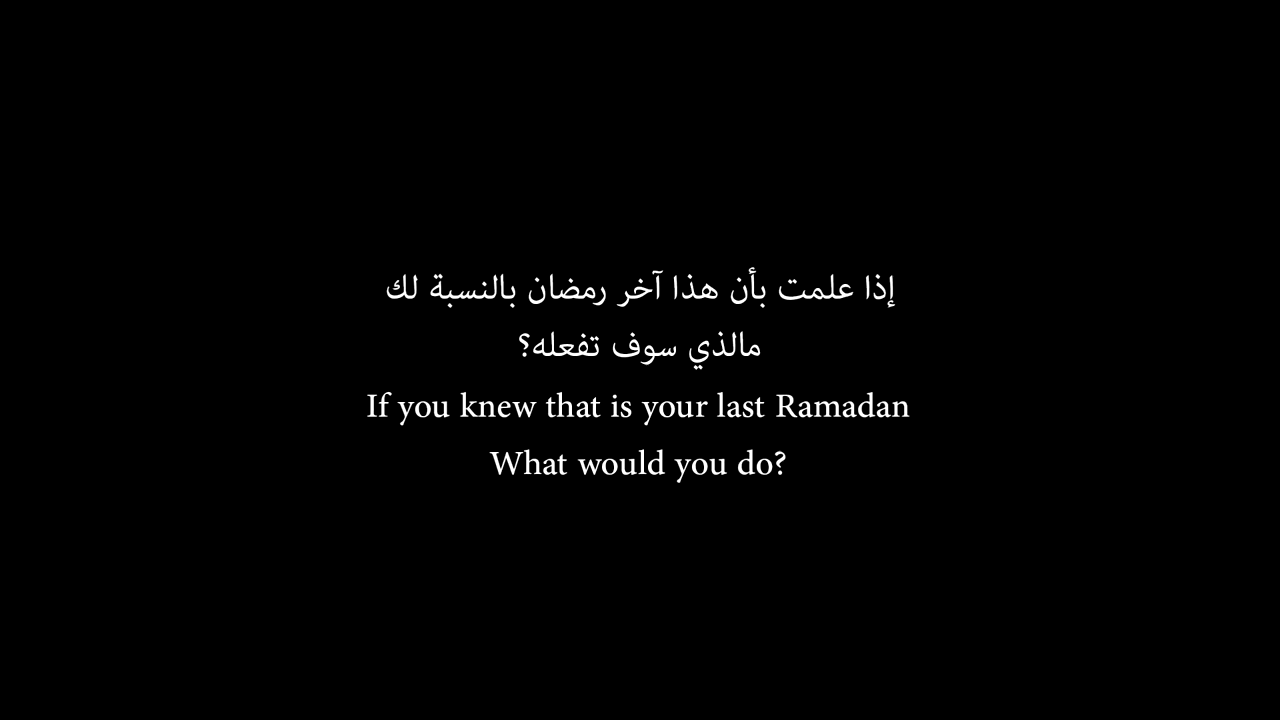 إذا علمت بأن هذا آخر رمضان بالنسبة لك
مالذي سوف تفعله؟
If you knew that is your last Ramadan
What would you do?